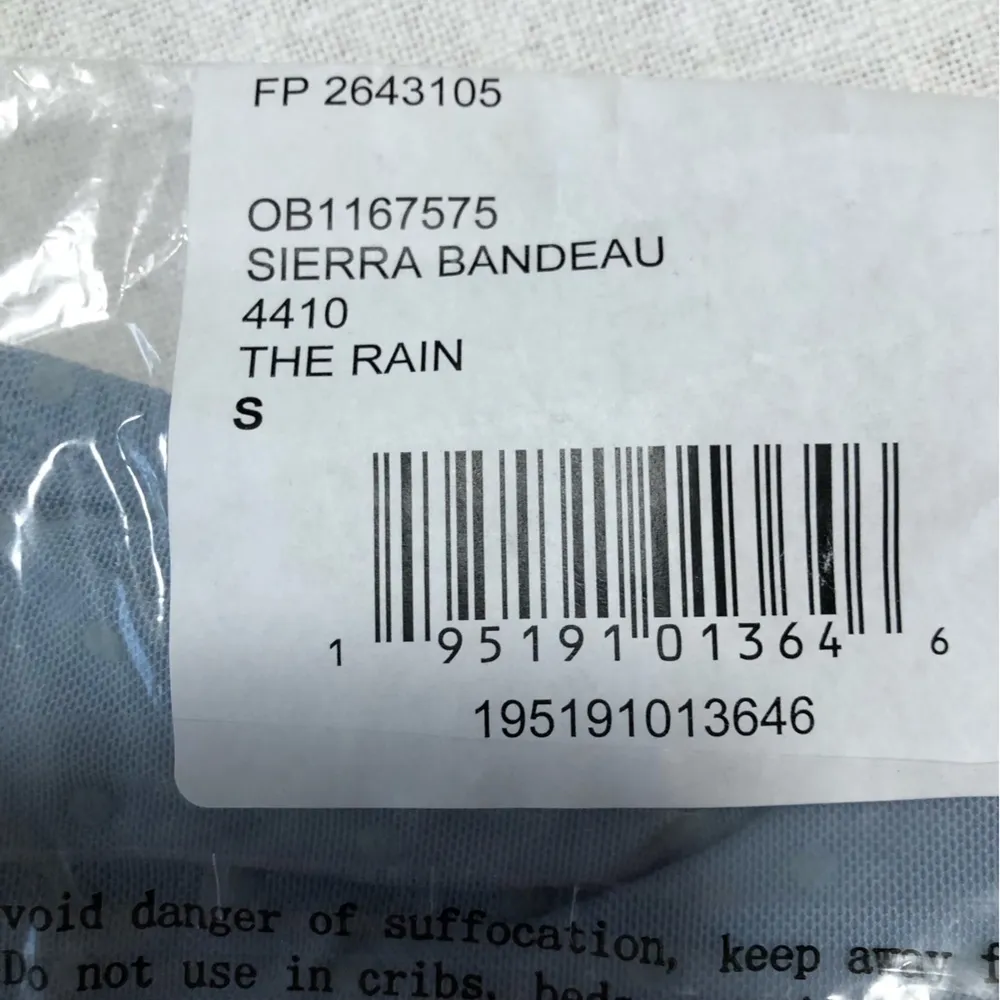 FP 2643105
OB1167575
SIERRA BANDEAU
4410
THE RAIN
S
1 95191 01364 6
195191013646
void danger of suffocation, keep away f
Do not use in cribs,